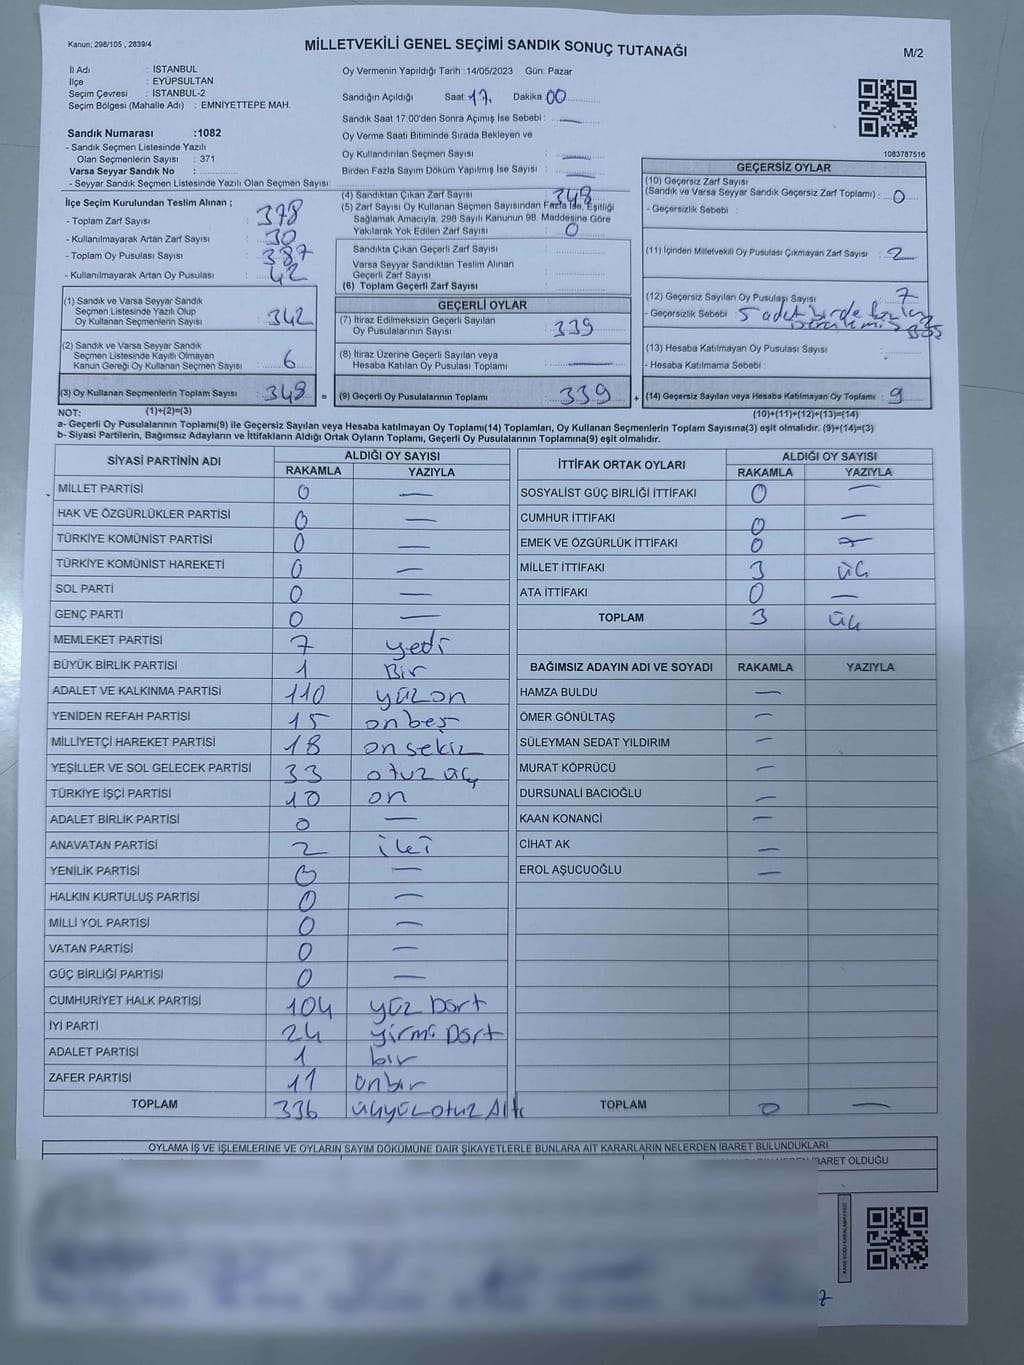 Kanun; 298/105 , 2839/4
MİLLETVEKİLİ GENEL SEÇİMİ SANDIK SONUÇ TUTANAĞI
M/2
İl Adı : İSTANBUL
İlçe : EYÜPSULTAN
Seçim Çevresi : İSTANBUL-2
Seçim Bölgesi (Mahalle Adı) : EMNİYETTEPE MAH.
Sandık Numarası :1082
- Sandık Seçmen Listesinde Yazılı
Olan Seçmenlerin Sayısı : 371
Varsa Seyyar Sandık No :
- Seyyar Sandık Seçmen Listesinde Yazılı Olan Seçmen Sayısı:
Oy Vermenin Yapıldığı Tarih :14/05/2023 Gün: Pazar
Sandığın Açıldığı Saat: 17. Dakika 00
Sandık Saat 17:00'den Sonra Açımış İse Sebebi : —
Oy Verme Saati Bitiminde Sırada Bekleyen ve
Oy Kullandırılan Seçmen Sayısı : —
Birden Fazla Sayım Döküm Yapılmış İse Sayısı : —
1083787516
İlçe Seçim Kurulundan Teslim Alınan ;
- Toplam Zarf Sayısı : 378
- Kullanılmayarak Artan Zarf Sayısı : 30
- Toplam Oy Pusulası Sayısı : 387
- Kullanılmayarak Artan Oy Pusulası : 42
(1) Sandık ve Varsa Seyyar Sandık
Seçmen Listesinde Yazılı Olup
Oy Kullanan Seçmenlerin Sayısı : 342
(2) Sandık ve Varsa Seyyar Sandık
Seçmen Listesinde Kayıtlı Olmayan
Kanun Gereği Oy Kullanan Seçmen Sayısı : 6
(3) Oy Kullanan Seçmenlerin Toplam Sayısı : 348 =
(4) Sandıktan Çıkan Zarf Sayısı 348
(5) Zarf Sayısı Oy Kullanan Seçmen Sayısından Fazla İse, Eşitliği
Sağlamak Amacıyla, 298 Sayılı Kanunun 98. Maddesine Göre
Yakılarak Yok Edilen Zarf Sayısı : 0
Sandıkta Çıkan Geçerli Zarf Sayısı :
Varsa Seyyar Sandıktan Teslim Alınan
Geçerli Zarf Sayısı :
(6) Toplam Geçerli Zarf Sayısı :
GEÇERLİ OYLAR
(7) İtiraz Edilmeksizin Geçerli Sayılan
Oy Pusulalarının Sayısı : 339
(8) İtiraz Üzerine Geçerli Sayılan veya
Hesaba Katılan Oy Pusulası Toplamı : —
(9) Geçerli Oy Pusulalarının Toplamı : 339 +
GEÇERSİZ OYLAR
(10) Geçersiz Zarf Sayısı
(Sandık ve Varsa Seyyar Sandık Geçersiz Zarf Toplamı) : 0
- Geçersizlik Sebebi :
(11) İçinden Milletvekili Oy Pusulası Çıkmayan Zarf Sayısı : 2
(12) Geçersiz Sayılan Oy Pusulası Sayısı : 7
- Geçersizlik Sebebi : 5 adet birde fazla
Boş
(13) Hesaba Katılmayan Oy Pusulası Sayısı :
- Hesaba Katılmama Sebebi :
(14) Geçersiz Sayılan veya Hesaba Katılmayan Oy Toplamı : 9
NOT: (1)+(2)=(3) (10)+(11)+(12)+(13)=(14)
a- Geçerli Oy Pusulalarının Toplamı(9) ile Geçersiz Sayılan veya Hesaba Katılmayan Oy Toplamı(14) Toplamları, Oy Kullanan Seçmenlerin Toplam Sayısına(3) eşit olmalıdır. (9)+(14)=(3)
b- Siyasi Partilerin, Bağımsız Adayların ve İttifakların Aldığı Ortak Oyların Toplamı, Geçerli Oy Pusulalarının Toplamına(9) eşit olmalıdır.
SİYASİ PARTİNİN ADI ALDIĞI OY SAYISI
RAKAMLA YAZIYLA
MİLLET PARTİSİ 0 —
HAK VE ÖZGÜRLÜKLER PARTİSİ 0 —
TÜRKİYE KOMÜNİST PARTİSİ 0 —
TÜRKİYE KOMÜNİST HAREKETİ 0 —
SOL PARTİ 0 —
GENÇ PARTİ 0 —
MEMLEKET PARTİSİ 7 yedi
BÜYÜK BİRLİK PARTİSİ 1 Bir
ADALET VE KALKINMA PARTİSİ 110 yüzon
YENİDEN REFAH PARTİSİ 15 onbeş
MİLLİYETÇİ HAREKET PARTİSİ 18 onsekiz
YEŞİLLER VE SOL GELECEK PARTİSİ 33 otuz üç
TÜRKİYE İŞÇİ PARTİSİ 10 on
ADALET BİRLİK PARTİSİ 0 —
ANAVATAN PARTİSİ 2 iki
YENİLİK PARTİSİ 0 —
HALKIN KURTULUŞ PARTİSİ 0 —
MİLLİ YOL PARTİSİ 0 —
VATAN PARTİSİ 0 —
GÜÇ BİRLİĞİ PARTİSİ 0 —
CUMHURİYET HALK PARTİSİ 104 yüz Dört
İYİ PARTİ 24 yirmi Dört
ADALET PARTİSİ 1 bir
ZAFER PARTİSİ 11 onbir
TOPLAM 336 üçyüzotuz Altı
İTTİFAK ORTAK OYLARI ALDIĞI OY SAYISI
RAKAMLA YAZIYLA
SOSYALİST GÜÇ BİRLİĞİ İTTİFAKI 0 —
CUMHUR İTTİFAKI 0 —
EMEK VE ÖZGÜRLÜK İTTİFAKI 0 —
MİLLET İTTİFAKI 3 üç
ATA İTTİFAKI 0 —
TOPLAM 3 üç
BAĞIMSIZ ADAYIN ADI VE SOYADI RAKAMLA YAZIYLA
HAMZA BULDU —
ÖMER GÖNÜLTAŞ —
SÜLEYMAN SEDAT YILDIRIM —
MURAT KÖPRÜCÜ —
DURSUNALİ BACIOĞLU —
KAAN KONANCİ —
CİHAT AK —
EROL AŞUCUOĞLU —
TOPLAM 0 —
OYLAMA İŞ VE İŞLEMLERİNE VE OYLARIN SAYIM DÖKÜMÜNE DAİR ŞİKAYETLERLE BUNLARA AİT KARARLARIN NELERDEN İBARET BULUNDUKLARI
İBARET OLDUĞU